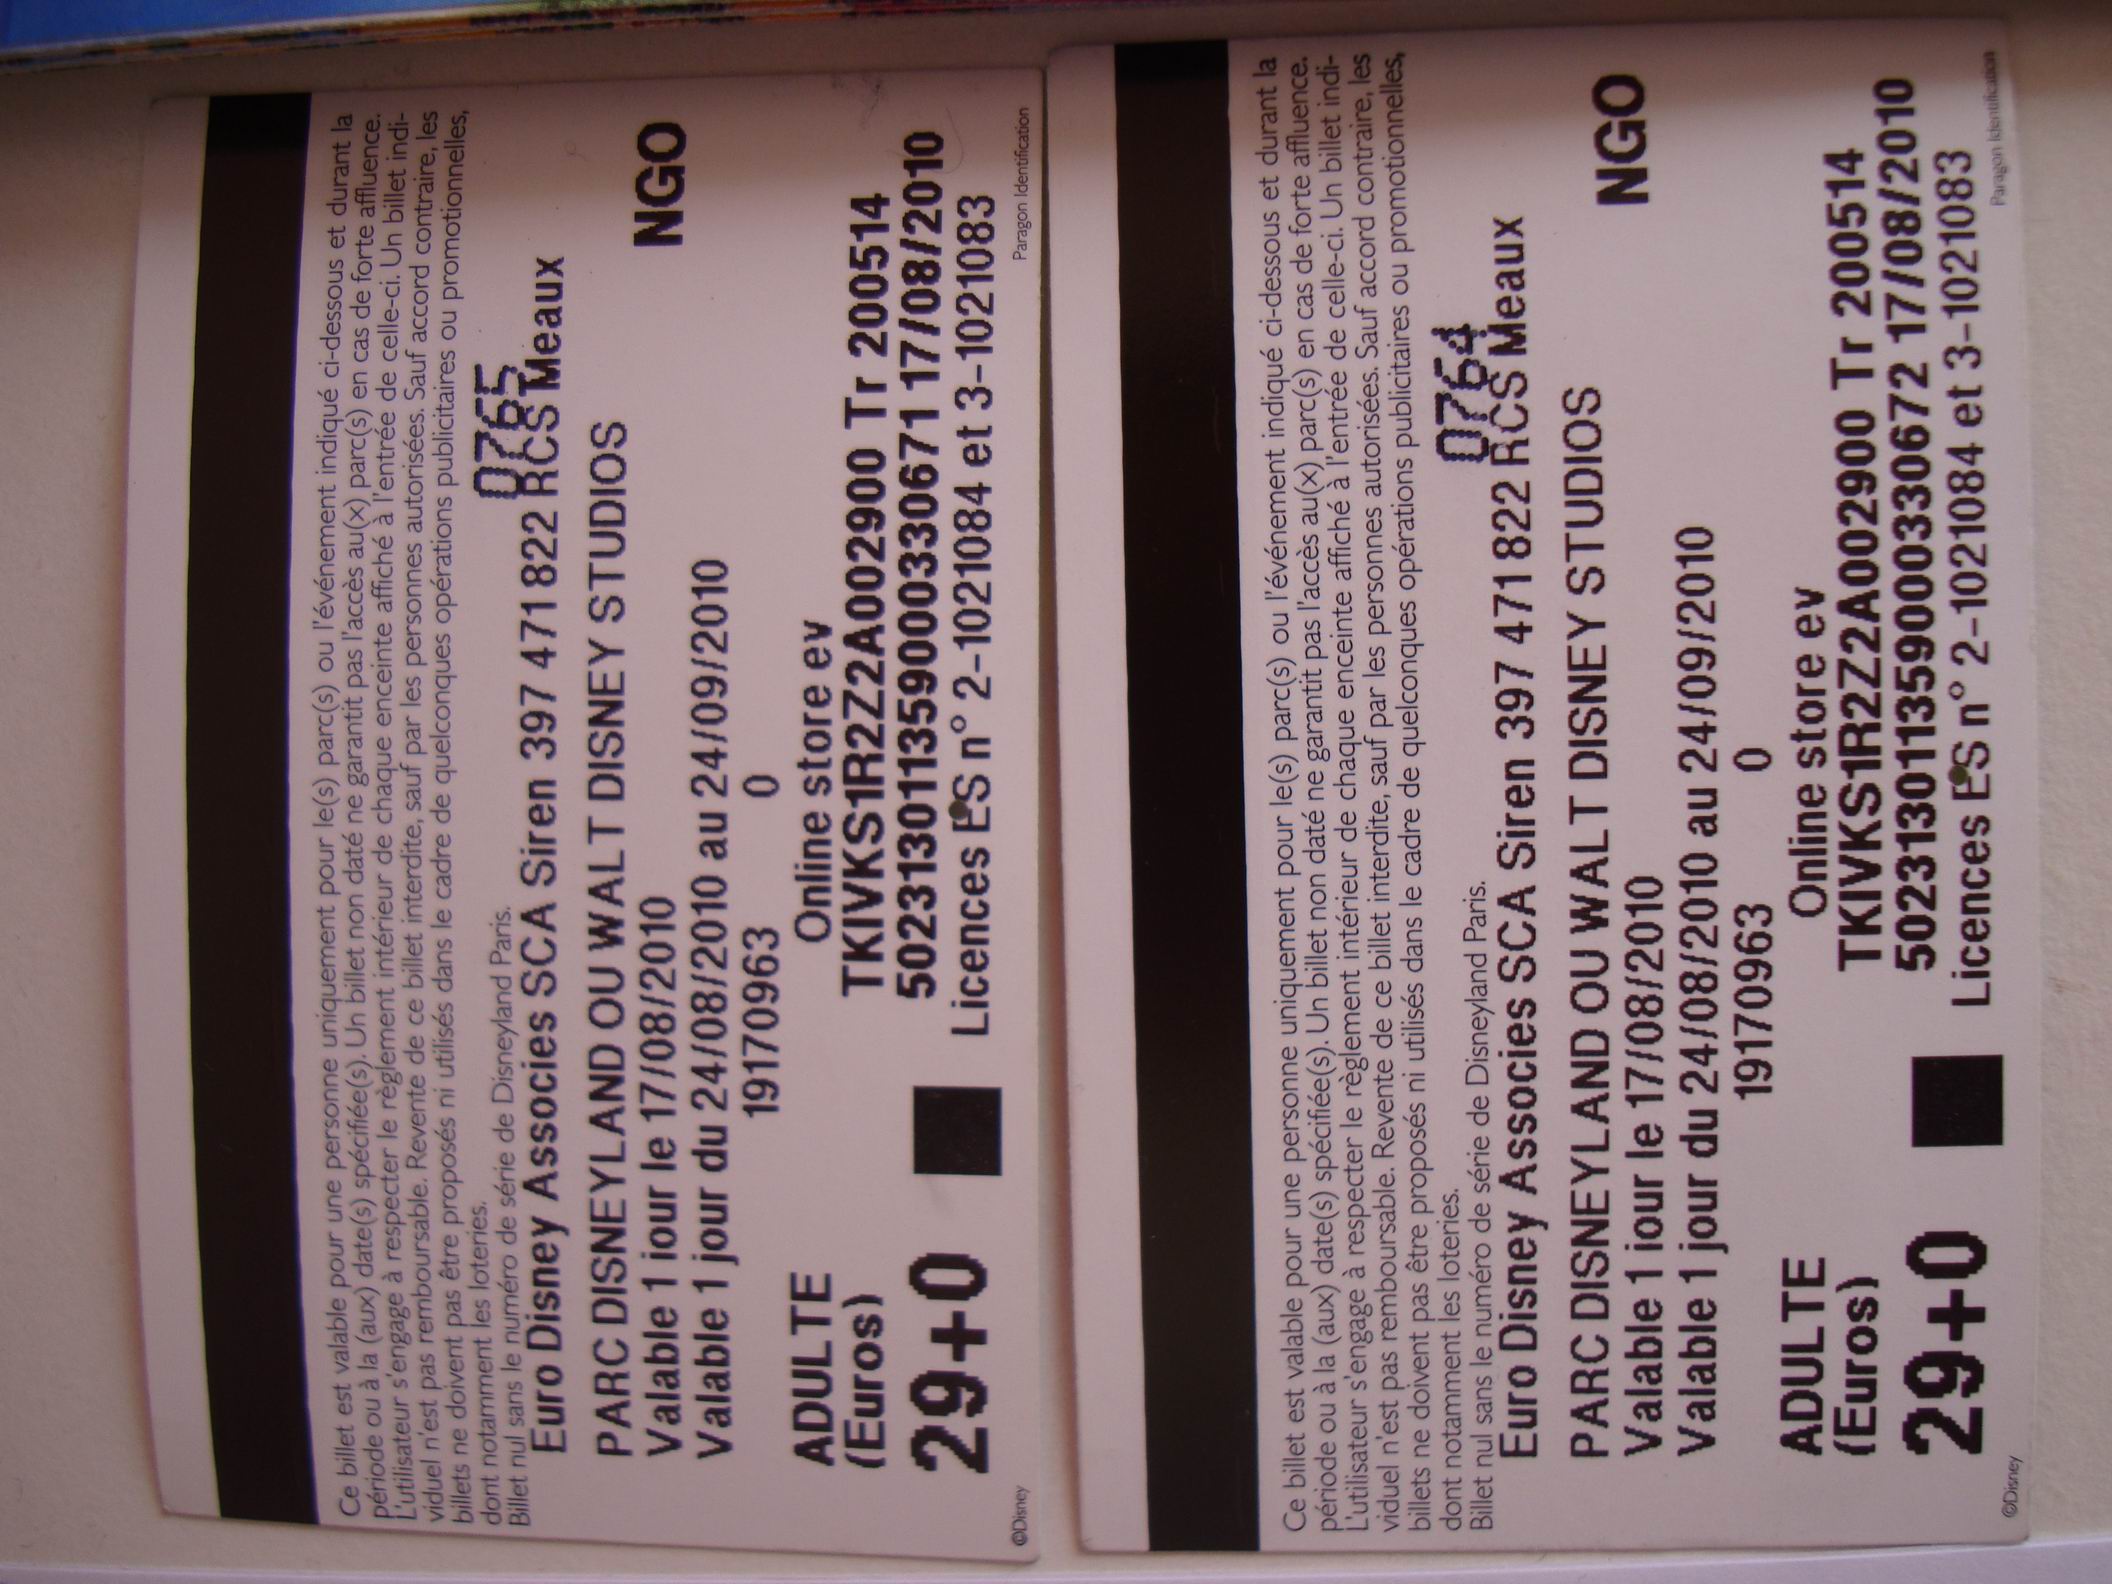 Ce billet est valable pour une personne uniquement pour le(s) parc(s) ou l'événement indiqué ci-dessous et durant la
période ou à la (aux) date(s) spécifiée(s). Un billet non daté ne garantit pas l'accès au(x) parc(s) en cas de forte affluence.
L'utilisateur s'engage à respecter le règlement intérieur de chaque enceinte affiché à l'entrée de celle-ci. Un billet indi-
viduel n'est pas remboursable. Revente de ce billet interdite, sauf par les personnes autorisées. Sauf accord contraire, les
billets ne doivent pas être proposés ni utilisés dans le cadre de quelconques opérations publicitaires ou promotionnelles,
dont notamment les loteries.
Billet nul sans le numéro de série de Disneyland Paris.
0765
Euro Disney Associes SCA Siren 397 471 822 RCS Meaux
PARC DISNEYLAND OU WALT DISNEY STUDIOS
Valable 1 iour le 17/08/2010
NGO
Valable 1 jour du 24/08/2010 au 24/09/2010
19170963 0
ADULTE Online store ev
(Euros) TKIVKS1R2Z2A002900 Tr 200514
29+0 5023130113590000330671 17/08/2010
Licences ES n° 2-1021084 et 3-1021083
©Disney Paragon Identification
Ce billet est valable pour une personne uniquement pour le(s) parc(s) ou l'événement indiqué ci-dessous et durant la
période ou à la (aux) date(s) spécifiée(s). Un billet non daté ne garantit pas l'accès au(x) parc(s) en cas de forte affluence.
L'utilisateur s'engage à respecter le règlement intérieur de chaque enceinte affiché à l'entrée de celle-ci. Un billet indi-
viduel n'est pas remboursable. Revente de ce billet interdite, sauf par les personnes autorisées. Sauf accord contraire, les
billets ne doivent pas être proposés ni utilisés dans le cadre de quelconques opérations publicitaires ou promotionnelles,
dont notamment les loteries.
Billet nul sans le numéro de série de Disneyland Paris.
0764
Euro Disney Associes SCA Siren 397 471 822 RCS Meaux
PARC DISNEYLAND OU WALT DISNEY STUDIOS
Valable 1 iour le 17/08/2010
NGO
Valable 1 jour du 24/08/2010 au 24/09/2010
19170963 0
ADULTE Online store ev
(Euros) TKIVKS1R2Z2A002900 Tr 200514
29+0 5023130113590000330672 17/08/2010
Licences ES n° 2-1021084 et 3-1021083
©Disney Paragon Identification